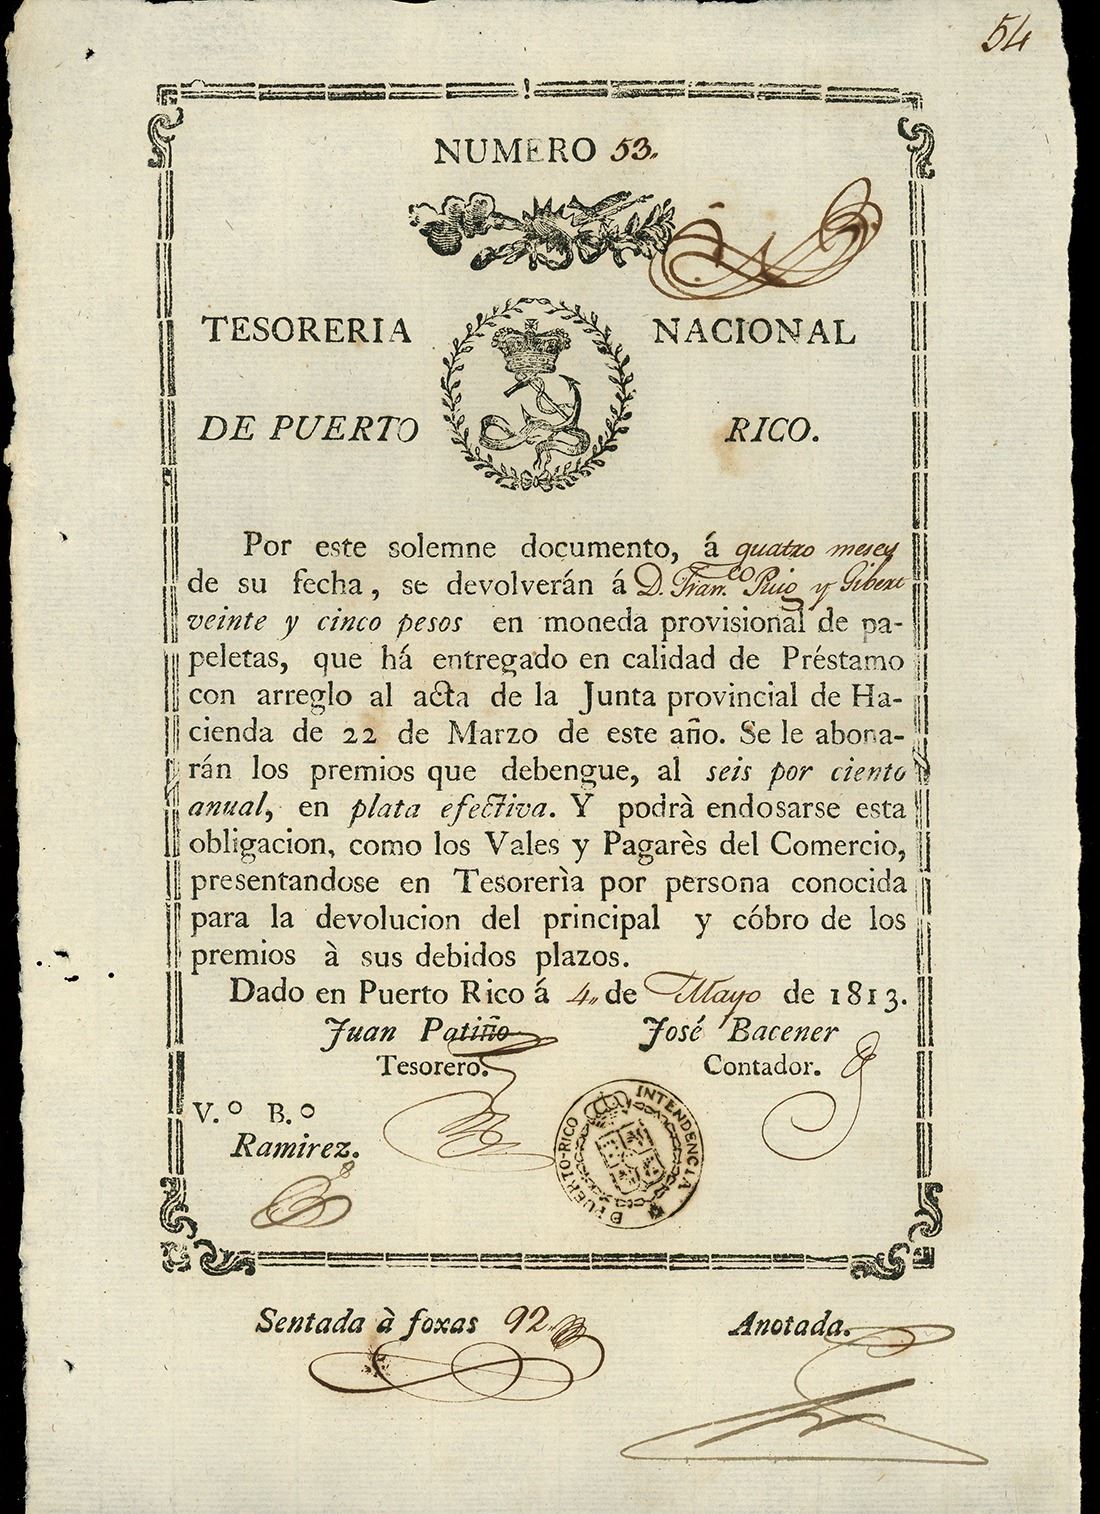 54
NUMERO 53.
TESORERIA NACIONAL
DE PUERTO RICO.
Por este solemne documento, á quatro meses
de su fecha, se devolverán á D. Fran.co Puig y Gibert
veinte y cinco pesos en moneda provisional de pa-
peletas, que há entregado en calidad de Préstamo
con arreglo al acta de la Junta provincial de Ha-
cienda de 22 de Marzo de este año. Se le abona-
rán los premios que debengue, al seis por ciento
anual, en plata efectiva. Y podrà endosarse esta
obligacion, como los Vales y Pagarès del Comercio,
presentandose en Tesorerìa por persona conocida
para la devolucion del principal y cóbro de los
premios à sus debidos plazos.
Dado en Puerto Rico á 4,, de Mayo de 1813.
Juan Patiño José Bacener
Tesorero. Contador.
V.º B.º
Ramirez.
INTENDENCIA D PUERTO-RICO
Sentada à foxas 92 Anotada.